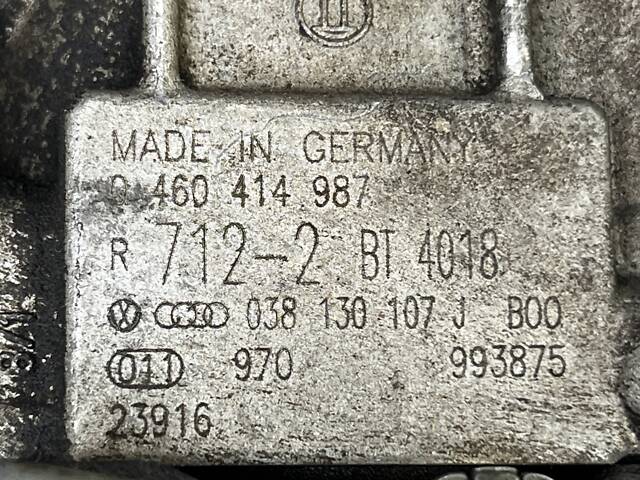 MADE IN GERMANY
0 460 414 987
R 712-2 BT 4018
038 130 107 J B00
011 970 993875
23916